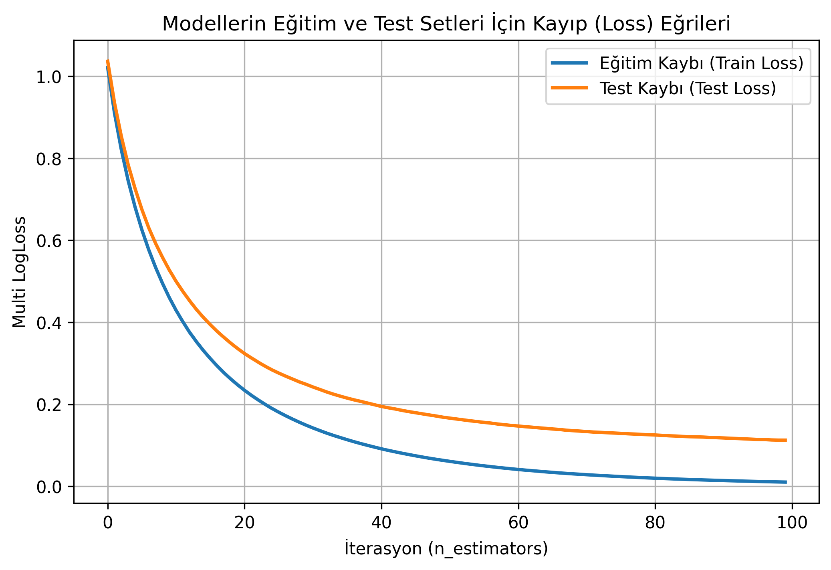 Modellerin Eğitim ve Test Setleri İçin Kayıp (Loss) Eğrileri
Eğitim Kaybı (Train Loss)
Test Kaybı (Test Loss)
Multi LogLoss
1.0
0.8
0.6
0.4
0.2
0.0
0
20
40
60
80
100
İterasyon (n_estimators)